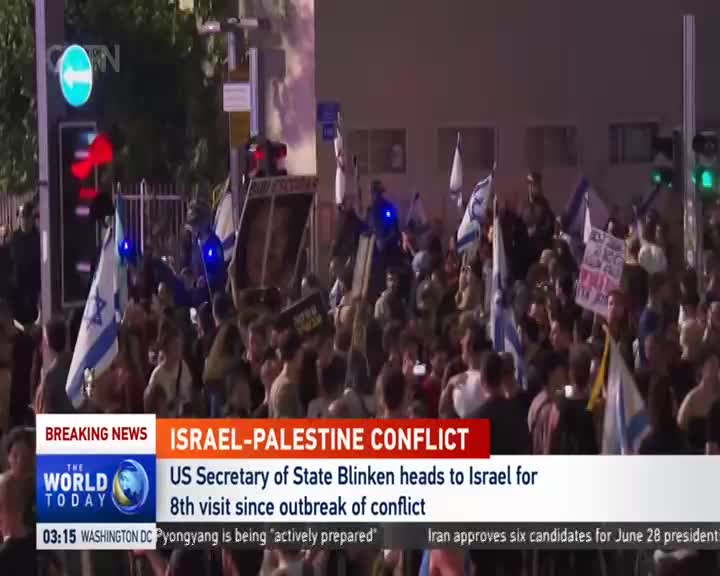 CGTN
BREAKING NEWS
ISRAEL-PALESTINE CONFLICT
THE
WORLD
TODAY
US Secretary of State Blinken heads to Israel for
8th visit since outbreak of conflict
03:15 WASHINGTON DC
Pyongyang is being "actively prepared"
Iran approves six candidates for June 28 president